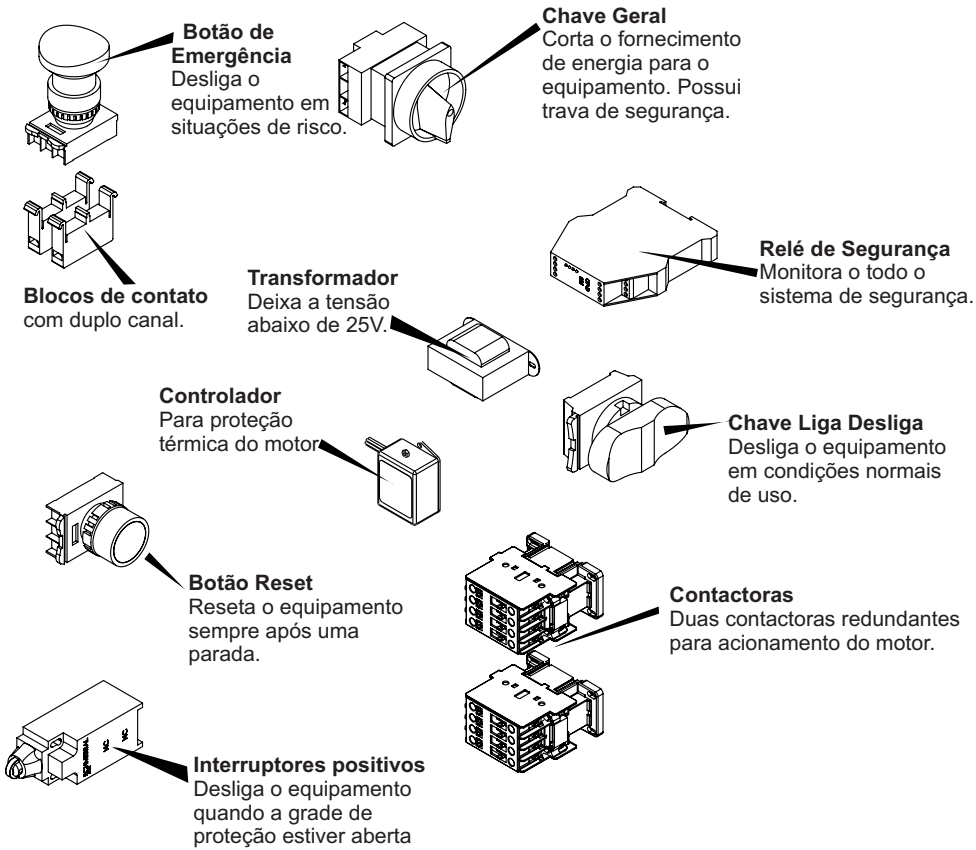 Botão de
Emergência
Desliga o
equipamento em
situações de risco.
Chave Geral
Corta o fornecimento
de energia para o
equipamento. Possui
trava de segurança.
Blocos de contato
com duplo canal.
Transformador
Deixa a tensão
abaixo de 25V.
Relé de Segurança
Monitora o todo o
sistema de segurança.
Controlador
Para proteção
térmica do motor
Chave Liga Desliga
Desliga o equipamento
em condições normais
de uso.
Botão Reset
Reseta o equipamento
sempre após uma
parada.
Contactoras
Duas contactoras redundantes
para acionamento do motor.
NC
NC
Interruptores positivos
Desliga o equipamento
quando a grade de
proteção estiver aberta